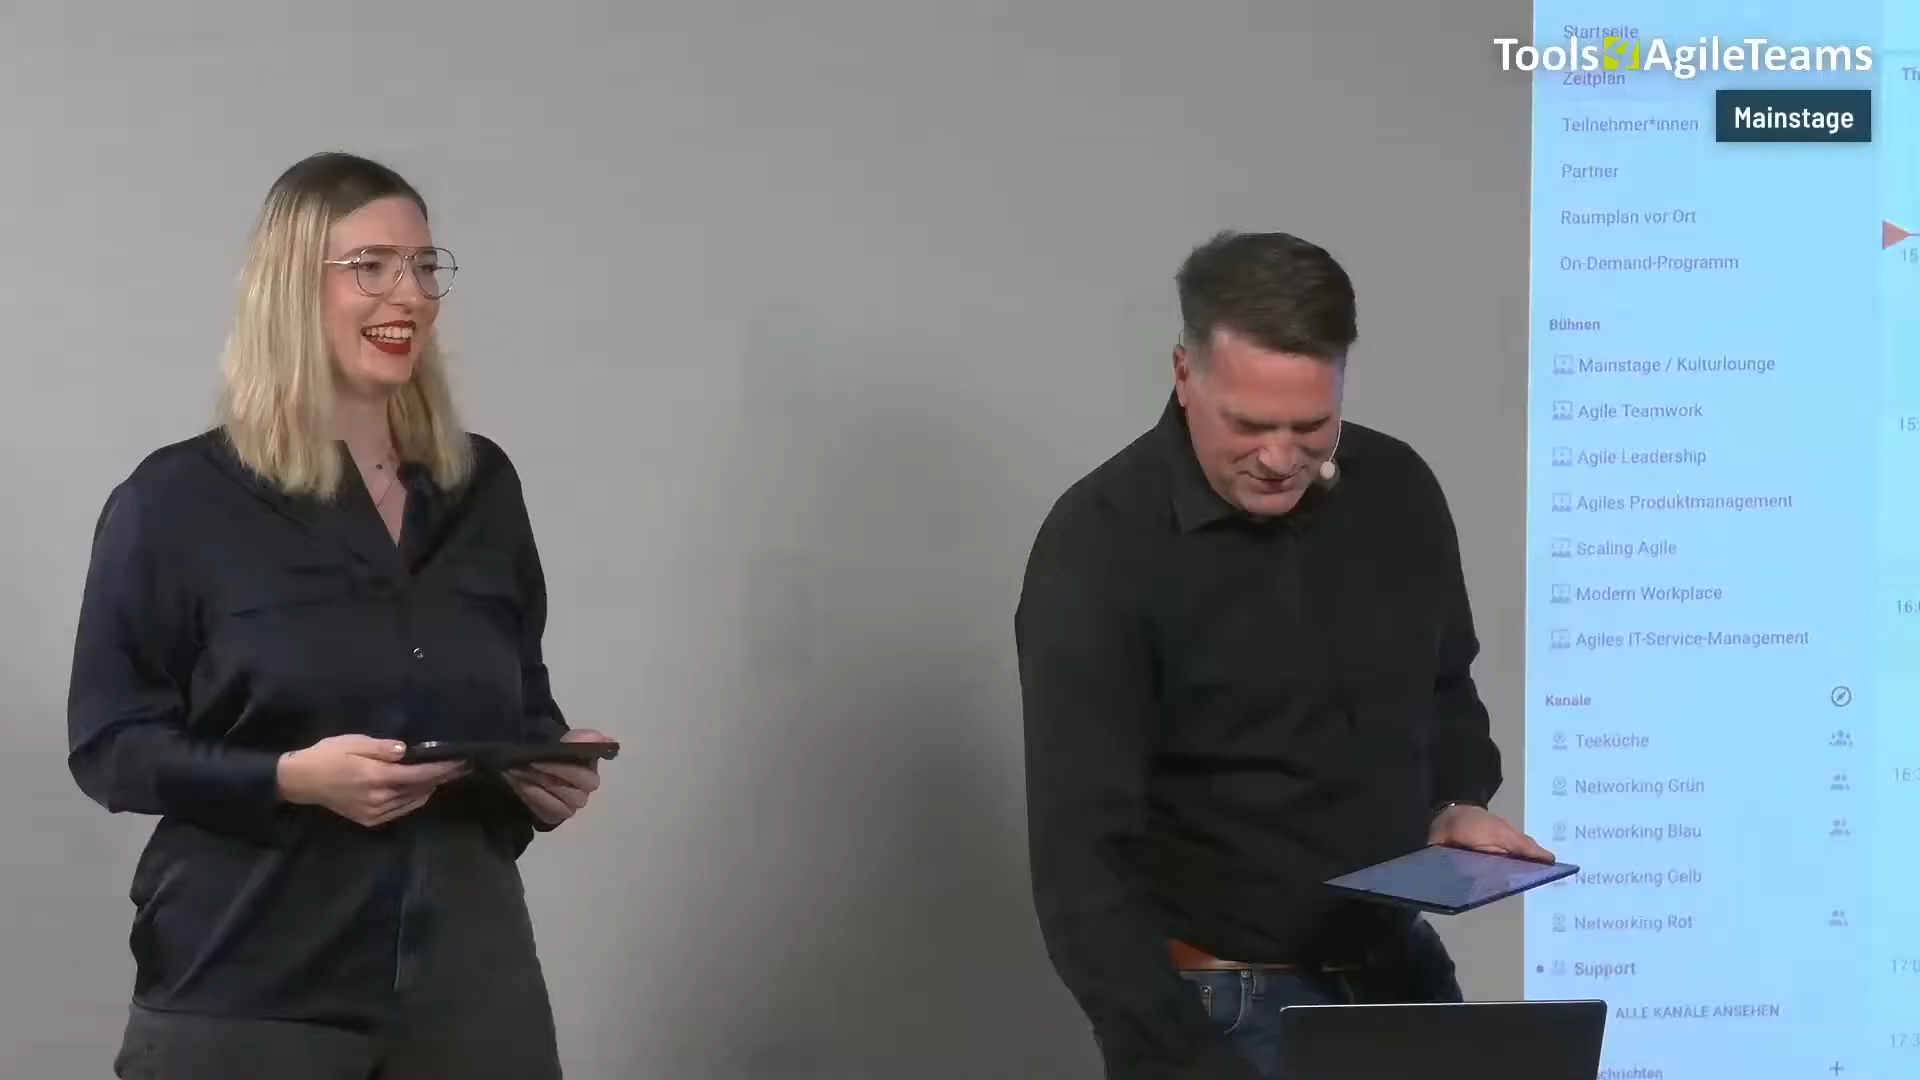 Startseite
Tools4AgileTeams
Zeitplan
Mainstage
Teilnehmer*innen
Partner
Raumplan vor Ort
On-Demand-Programm
Bühnen
Mainstage / Kulturlounge
Agile Teamwork
Agile Leadership
Agiles Produktmanagement
Scaling Agile
Modern Workplace
Agiles IT-Service-Management
Kanäle
Teeküche
Networking Grün
Networking Blau
Networking Gelb
Networking Rot
Support
ALLE KANÄLE ANSEHEN